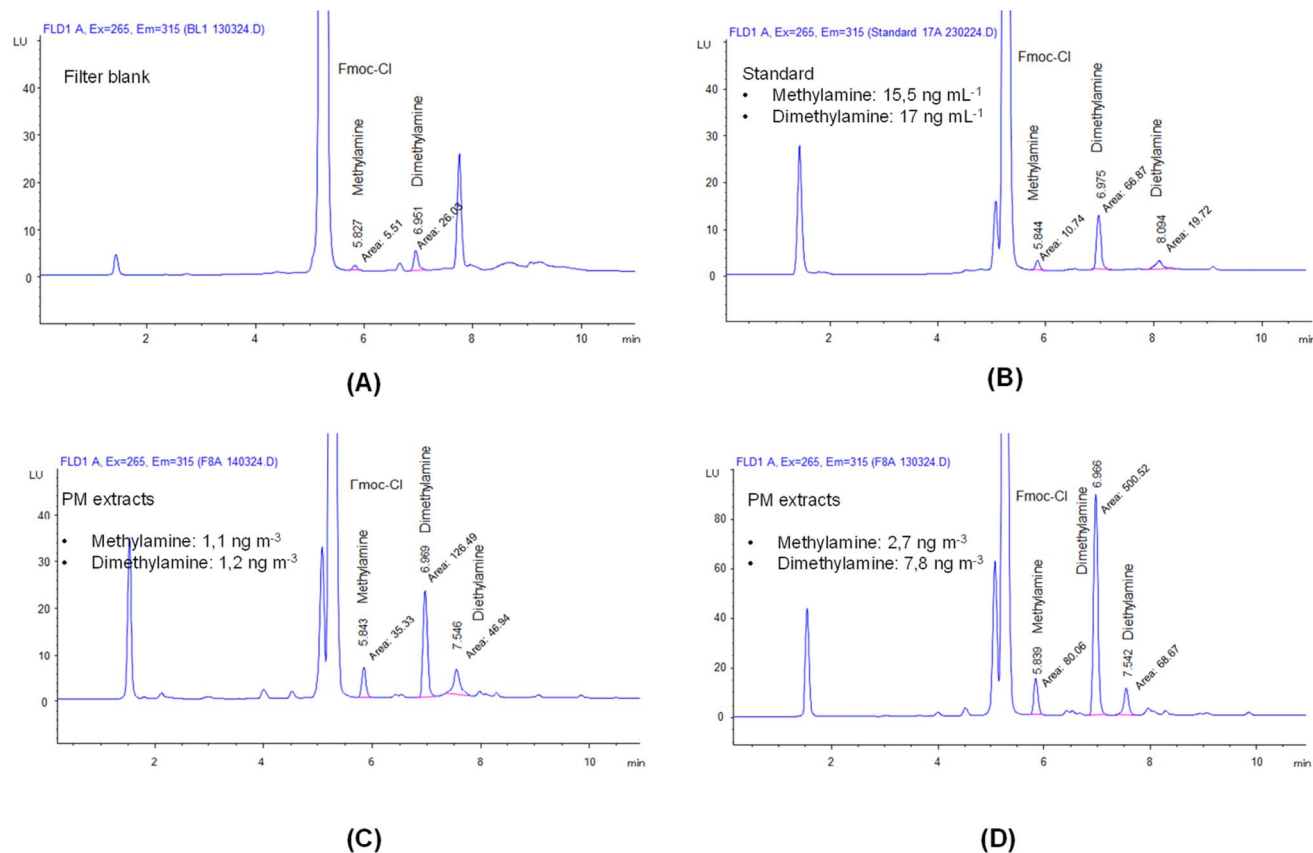 FLD1 A, Ex=265, Em=315 (BL1 130324.D)
LU
Filter blank
Fmoc-Cl
Methylamine
5.827
Area: 5.51
Dimethylamine
6.951
Area: 26.03
40
30
20
10
0
2
4
6
8
10
min
(A)
FLD1 A, Ex=265, Em=315 (Standard 17A 230224.D)
LU
Standard
• Methylamine: 15,5 ng mL-1
• Dimethylamine: 17 ng mL-1
Fmoc-Cl
Methylamine
5.844
Area: 10.74
Dimethylamine
6.975
Area: 66.87
Diethylamine
8.094
Area: 19.72
40
30
20
10
0
2
4
6
8
10
min
(B)
FLD1 A, Ex=265, Em=315 (F8A 140324.D)
LU
PM extracts
• Methylamine: 1,1 ng m-3
• Dimethylamine: 1,2 ng m-3
Γmoc-Cl
Methylamine
5.843
Area: 35.33
Dimethylamine
6.969
Area: 126.49
Diethylamine
7.546
Area: 46.94
40
30
20
10
0
2
4
6
8
10
min
(C)
FLD1 A, Ex=265, Em=315 (F8A 130324.D)
LU
PM extracts
• Methylamine: 2,7 ng m-3
• Dimethylamine: 7,8 ng m-3
Fmoc-Cl
Methylamine
5.839
Area: 80.06
Dimethylamine
6.966
Area: 500.52
Diethylamine
7.542
Area: 68.67
80
60
40
20
0
2
4
6
8
10
min
(D)